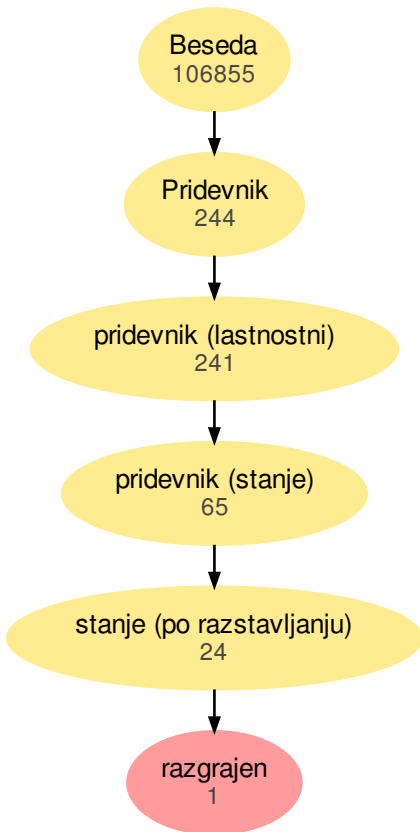 Beseda
106855
Pridevnik
244
pridevnik (lastnostni)
241
pridevnik (stanje)
65
stanje (po razstavljanju)
24
razgrajen
1